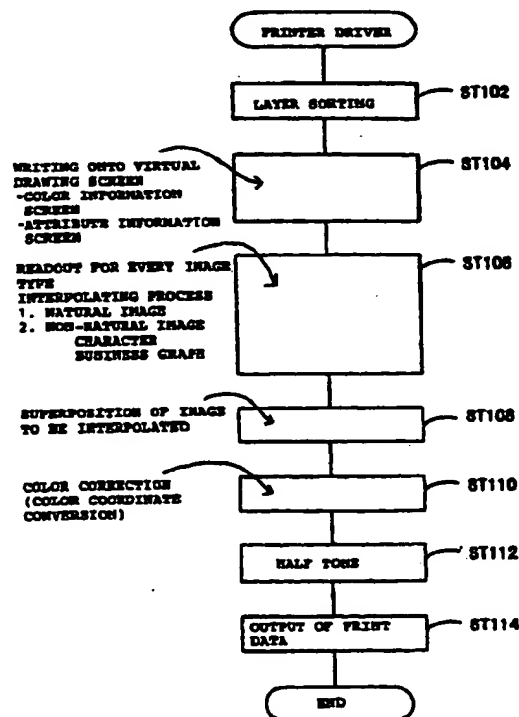 PRINTER DRIVER
LAYER SORTING
ST102
WRITING ONTO VIRTUAL
DRAWING SCREEN
-COLOR INFORMATION
SCREEN
-ATTRIBUTE INFORMATION
SCREEN
ST104
READOUT FOR EVERY IMAGE
TYPE
INTERPOLATING PROCESS
1. NATURAL IMAGE
2. NON-NATURAL IMAGE
CHARACTER
BUSINESS GRAPH
ST106
SUPERPOSITION OF IMAGE
TO BE INTERPOLATED
ST108
COLOR CORRECTION
(COLOR COORDINATE
CONVERSION)
ST110
HALF TONE
ST112
OUTPUT OF PRINT
DATA
ST114
END